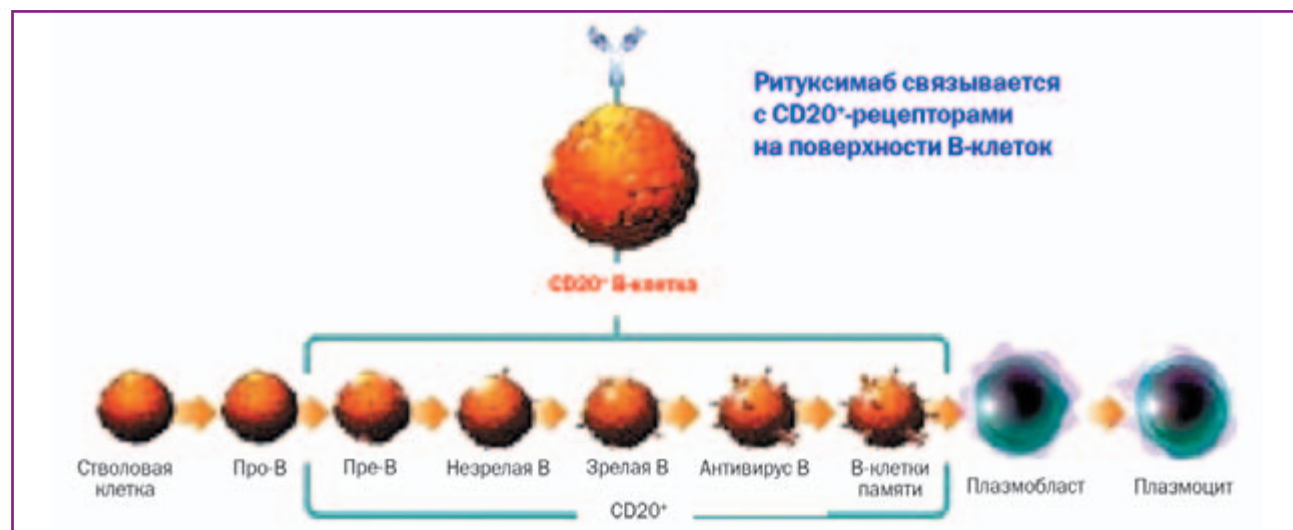 Ритуксимаб связывается
с CD20⁺-рецепторами
на поверхности В-клеток
CD20⁺ В-клетка
Стволовая
клетка
Про-В
Пре-В
Незрелая В
Зрелая В
Антивирус В
В-клетки
памяти
Плазмобласт
Плазмоцит
CD20⁺